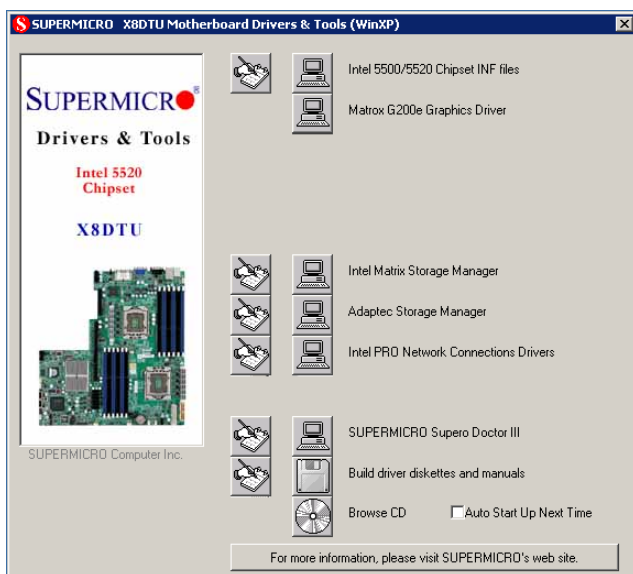 SUPERMICRO X8DTU Motherboard Drivers & Tools (WinXP)
SUPERMICRO®
Drivers & Tools
Intel 5520
Chipset
X8DTU
SUPERMICRO Computer Inc.
Intel 5500/5520 Chipset INF files
Matrox G200e Graphics Driver
Intel Matrix Storage Manager
Adaptec Storage Manager
Intel PRO Network Connections Drivers
SUPERMICRO Supero Doctor III
Build driver diskettes and manuals
Browse CD
Auto Start Up Next Time
For more information, please visit SUPERMICRO's web site.